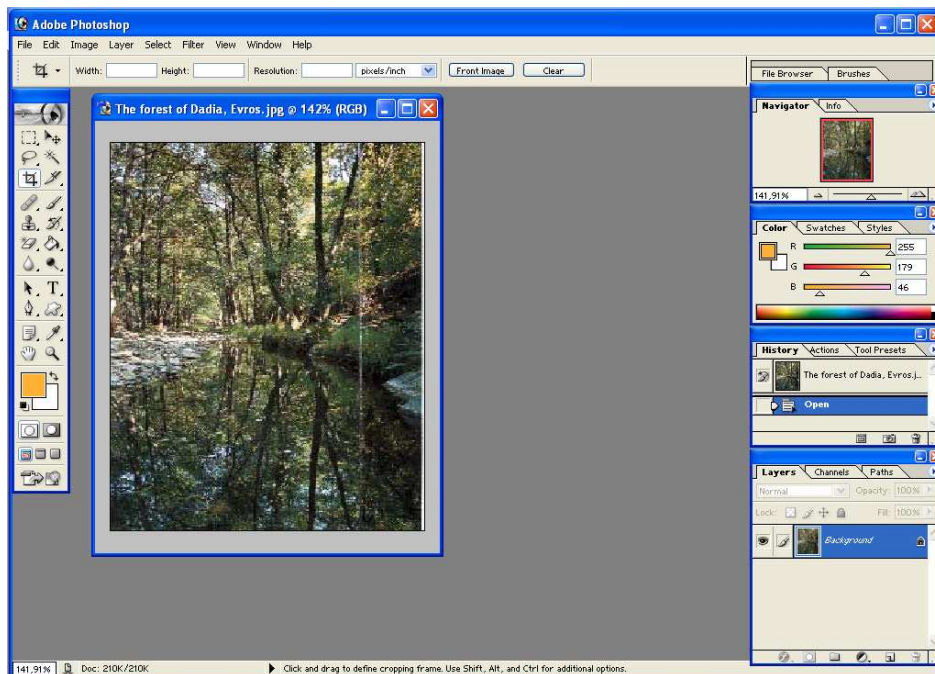 Adobe Photoshop
File Edit Image Layer Select Filter View Window Help
Width: Height: Resolution: pixels/inch Front Image Clear
File Browser Brushes
The forest of Dadia, Evros.jpg @ 142% (RGB)
Navigator Info
141,91%
Color Swatches Styles
R 255
G 179
B 46
History Actions Tool Presets
The forest of Dadia, Evros.j...
Open
Layers Channels Paths
Normal Opacity: 100%
Lock: Fill: 100%
Background
T
141,91% Doc: 210K/210K Click and drag to define cropping frame. Use Shift, Alt, and Ctrl for additional options.